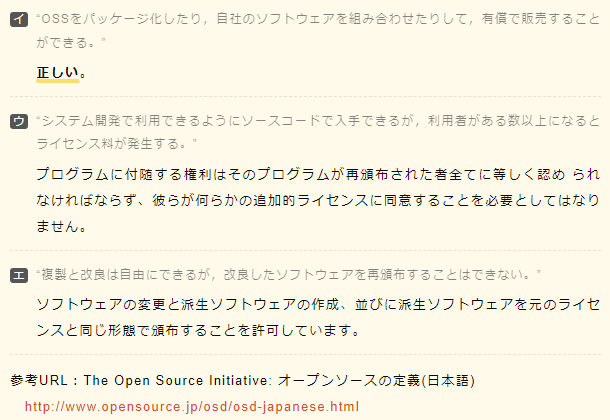 イ “OSSをパッケージ化したり，自社のソフトウェアを組み合わせたりして，有償で販売すること
ができる。”
正しい。
ウ “システム開発で利用できるようにソースコードで入手できるが，利用者がある数以上になると
ライセンス料が発生する。”
プログラムに付随する権利はそのプログラムが再頒布された者全てに等しく認め られ
なければならず、彼らが何らかの追加的ライセンスに同意することを必要としてはなり
ません。
エ “複製と改良は自由にできるが，改良したソフトウェアを再頒布することはできない。”
ソフトウェアの変更と派生ソフトウェアの作成、並びに派生ソフトウェアを元のライセ
ンスと同じ形態で頒布することを許可しています。
参考URL：The Open Source Initiative: オープンソースの定義(日本語)
http://www.opensource.jp/osd/osd-japanese.html